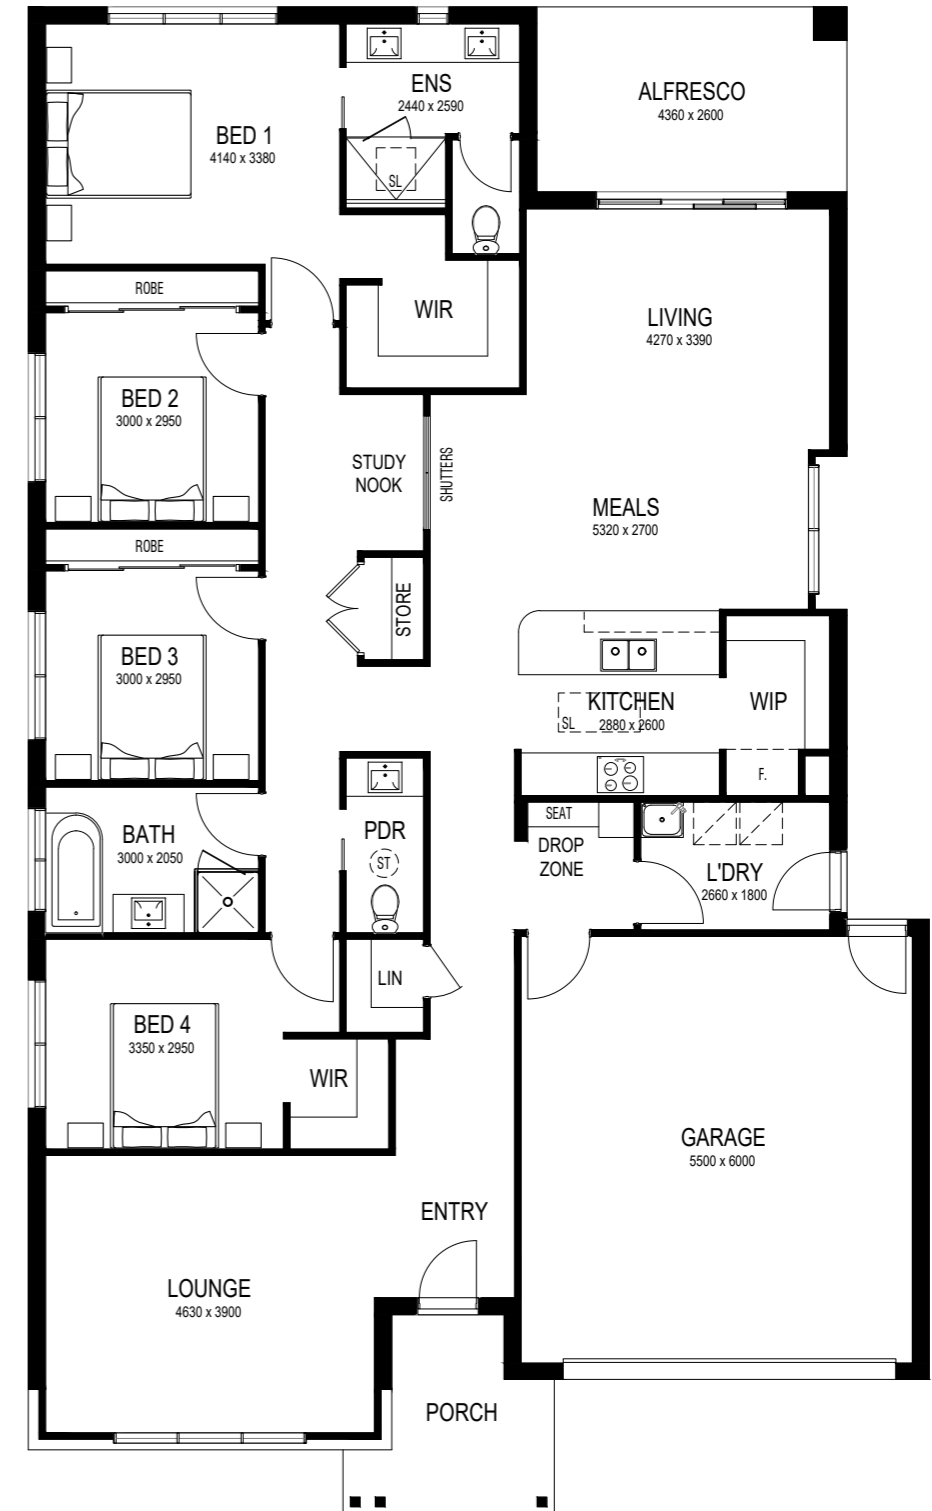 ENS
2440 x 2590
ALFRESCO
4360 x 2600
BED 1
4140 x 3380
SL
ROBE
WIR
LIVING
4270 x 3390
BED 2
3000 x 2950
STUDY
NOOK
SHUTTERS
MEALS
5320 x 2700
ROBE
STORE
BED 3
3000 x 2950
KITCHEN
2880 x 2600
SL
WIP
F.
BATH
3000 x 2050
PDR
ST
SEAT
DROP
ZONE
L'DRY
2660 x 1800
LIN
BED 4
3350 x 2950
WIR
GARAGE
5500 x 6000
ENTRY
LOUNGE
4630 x 3900
PORCH